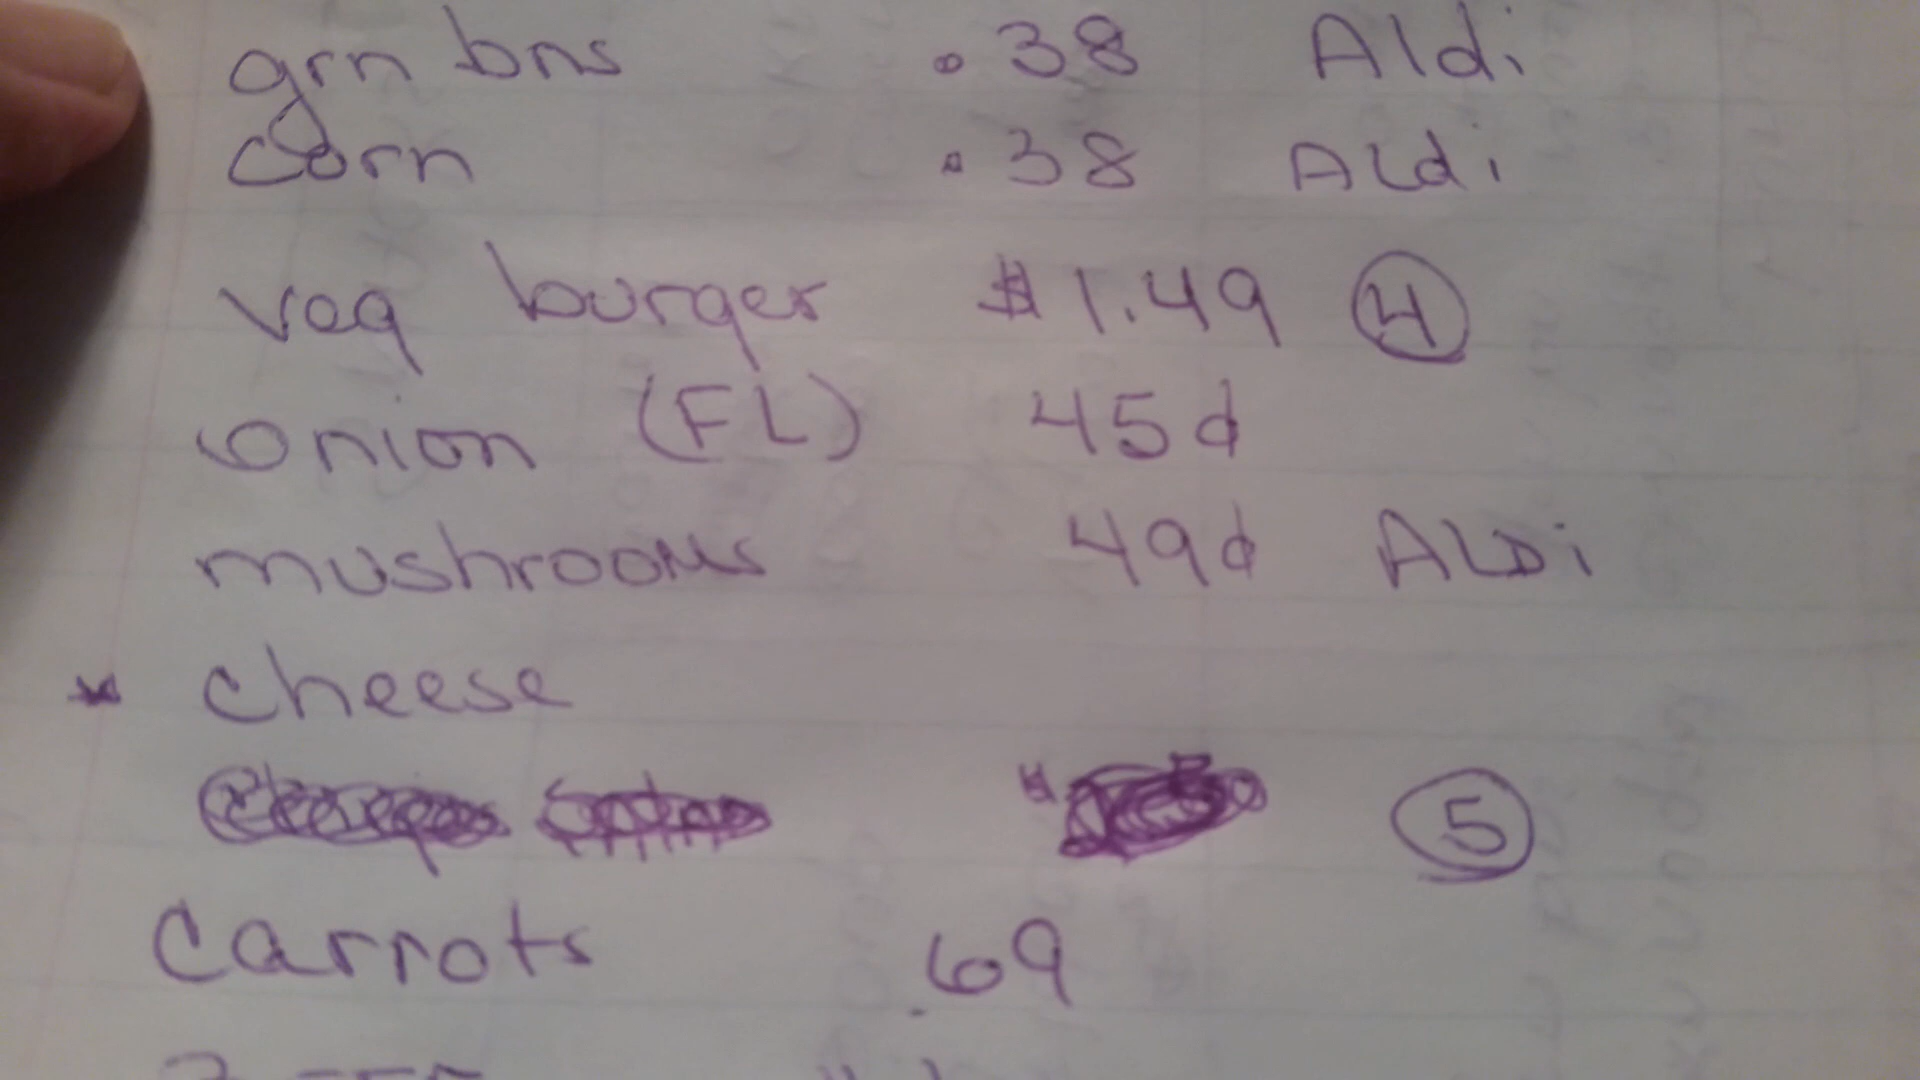 grn bns .38 Aldi
corn .38 Aldi
veg burger $1.49 4
onion (FL) 45¢
mushrooms 49¢ ALDi
* cheese
5
carrots .69